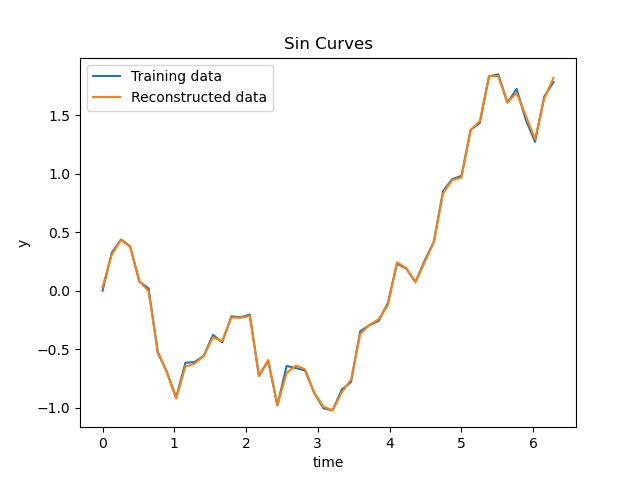 Sin Curves
Training data
Reconstructed data
y
1.5
1.0
0.5
0.0
−0.5
−1.0
0 1 2 3 4 5 6
time